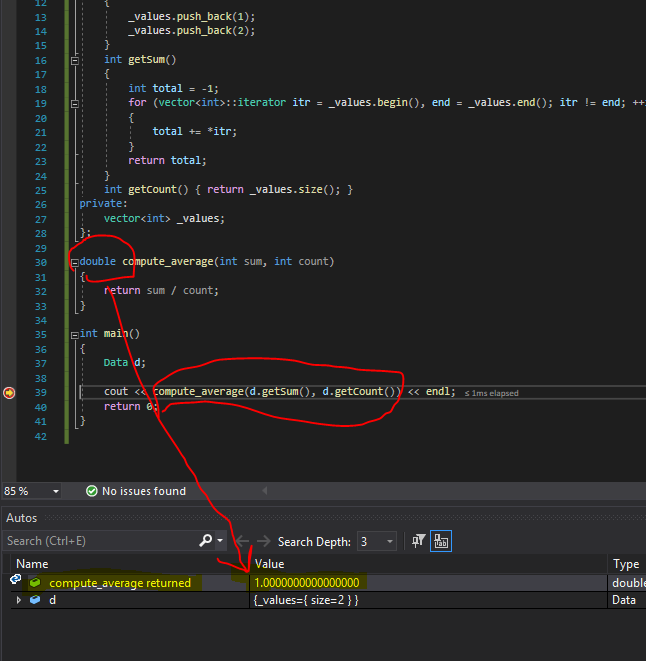 12 {
13 _values.push_back(1);
14 _values.push_back(2);
15 }
16 int getSum()
17 {
18 int total = -1;
19 for (vector<int>::iterator itr = _values.begin(), end = _values.end(); itr != end; ++
20 {
21 total += *itr;
22 }
23 return total;
24 }
25 int getCount() { return _values.size(); }
26 private:
27 vector<int> _values;
28 };
29
30 double compute_average(int sum, int count)
31 {
32 return sum / count;
33 }
34
35 int main()
36 {
37 Data d;
38
39 cout << compute_average(d.getSum(), d.getCount()) << endl; ≤ 1ms elapsed
40 return 0;
41 }
42
85 % No issues found
Autos
Search (Ctrl+E) Search Depth: 3
Name Value Type
compute_average returned 1.0000000000000000 double
d {_values={ size=2 } } Data